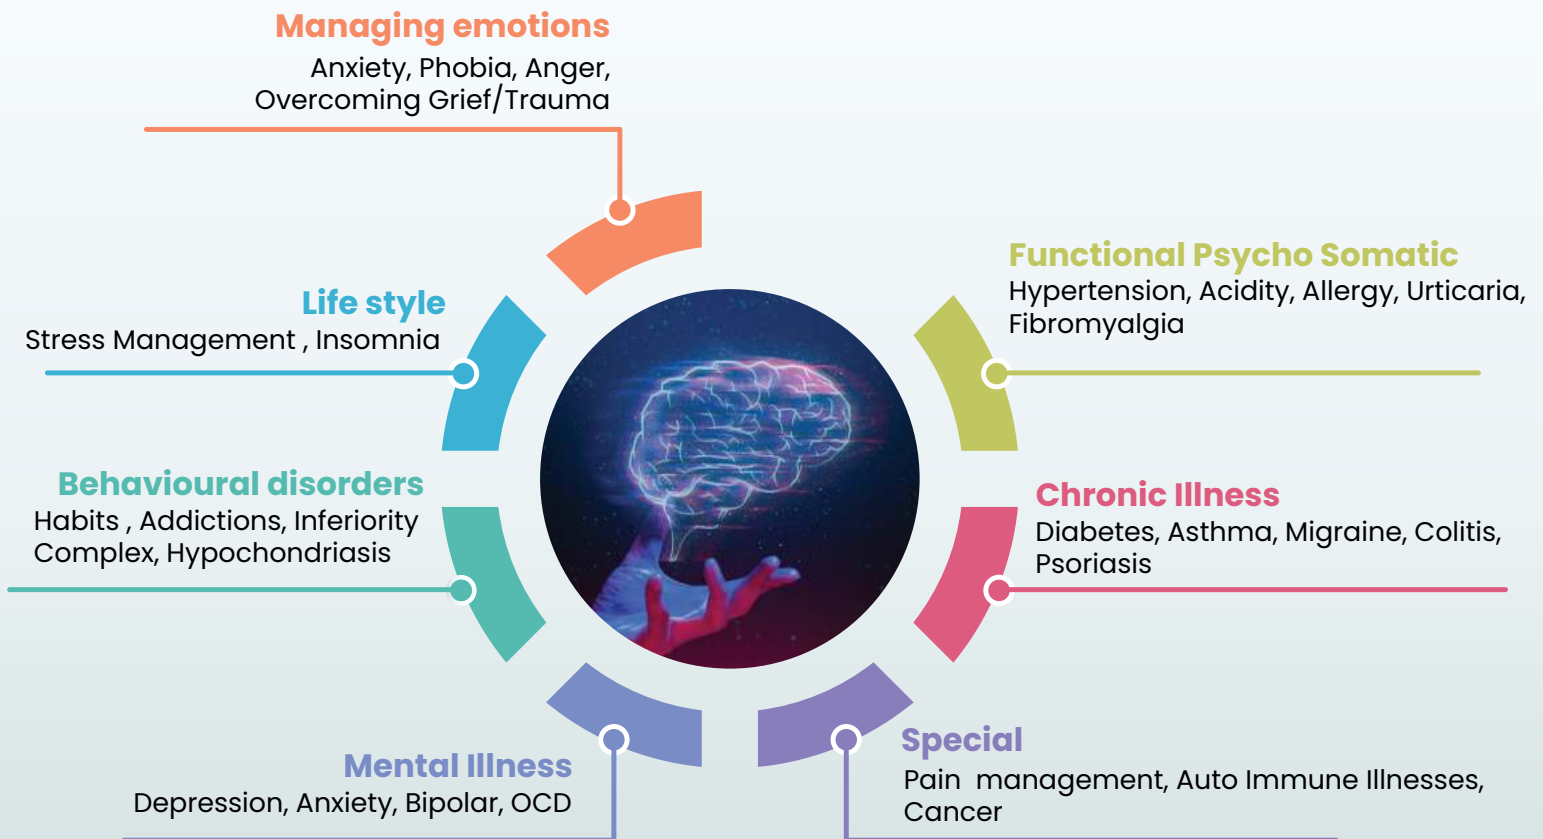 Managing emotions
Anxiety, Phobia, Anger,
Overcoming Grief/Trauma
Life style
Stress Management , Insomnia
Behavioural disorders
Habits , Addictions, Inferiority
Complex, Hypochondriasis
Mental Illness
Depression, Anxiety, Bipolar, OCD
Functional Psycho Somatic
Hypertension, Acidity, Allergy, Urticaria,
Fibromyalgia
Chronic Illness
Diabetes, Asthma, Migraine, Colitis,
Psoriasis
Special
Pain management, Auto Immune Illnesses,
Cancer